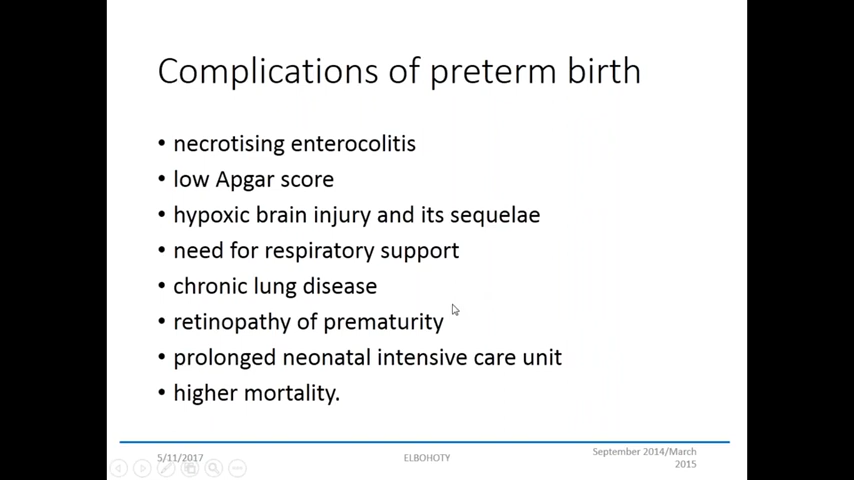 Complications of preterm birth
• necrotising enterocolitis
• low Apgar score
• hypoxic brain injury and its sequelae
• need for respiratory support
• chronic lung disease
• retinopathy of prematurity
• prolonged neonatal intensive care unit
• higher mortality.
5/11/2017
ELBOHOTY
September 2014/March
2015